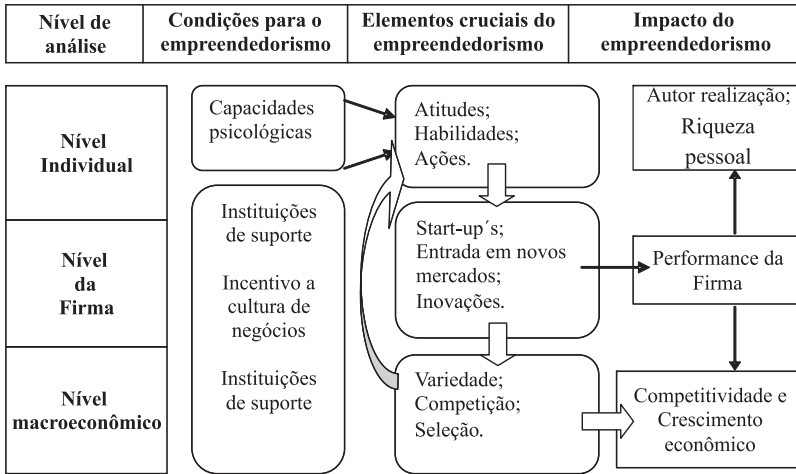 Nível de
análise
Condições para o
empreendedorismo
Elementos cruciais do
empreendedorismo
Impacto do
empreendedorismo
Nível
Individual
Capacidades
psicológicas
Atitudes;
Habilidades;
Ações.
Autor realização;
Riqueza
pessoal
Nível
da
Firma
Instituições
de suporte
Incentivo a
cultura de
negócios
Instituições
de suporte
Start-up´s;
Entrada em novos
mercados;
Inovações.
Performance da
Firma
Nível
macroeconômico
Variedade;
Competição;
Seleção.
Competitividade e
Crescimento
econômico